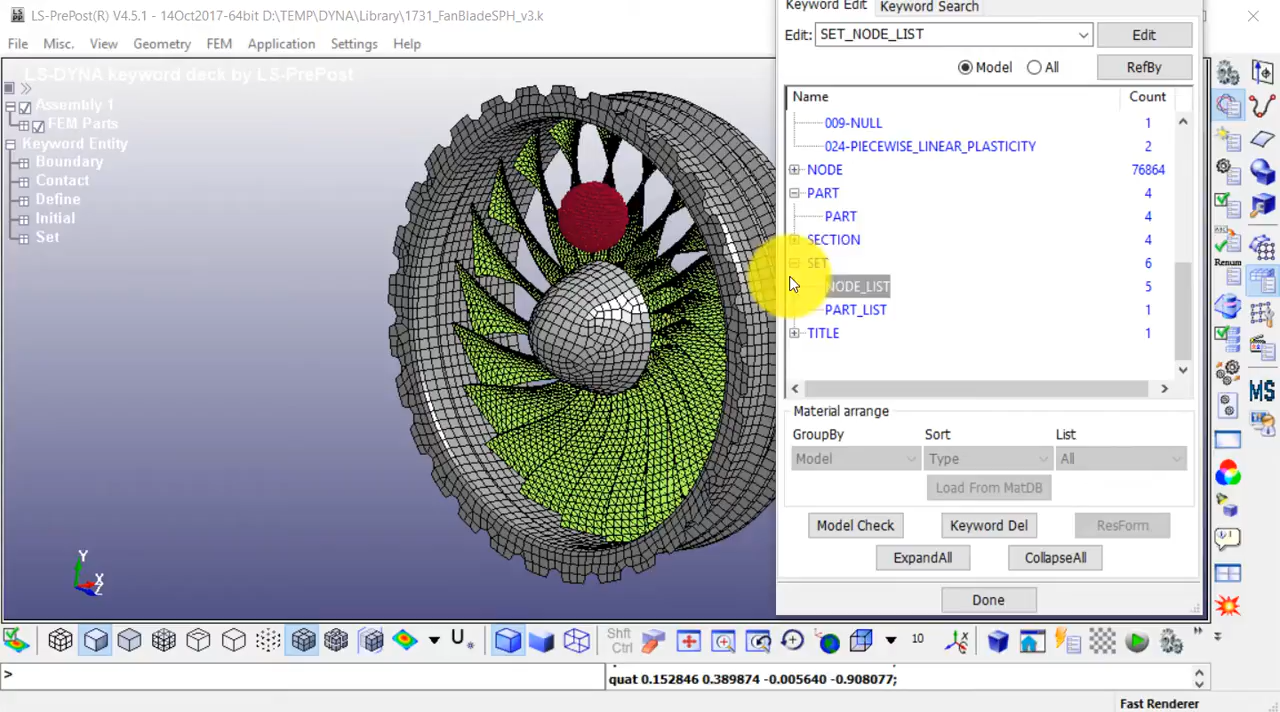 LS-PrePost(R) V4.5.1 - 14Oct2017-64bit D:\TEMP\DYNA\Library\1731_FanBladeSPH_v3.k
File Misc. View Geometry FEM Application Settings Help
LS-DYNA keyword deck by LS-PrePost
Assembly 1
FEM Parts
Keyword Entity
Boundary
Contact
Define
Initial
Set
Keyword Edit Keyword Search
Edit: SET_NODE_LIST Edit
Model All RefBy
Name Count
009-NULL 1
024-PIECEWISE_LINEAR_PLASTICITY 2
NODE 76864
PART 4
PART 4
SECTION 4
SET 6
NODE_LIST 5
PART_LIST 1
TITLE 1
Material arrange
GroupBy Sort List
Model Type All
Load From MatDB
Model Check Keyword Del ResForm
ExpandAll CollapseAll
Done
Renum
MS
Y
X
Z
Shft
Ctrl
10
>
quat 0.152846 0.389874 -0.005640 -0.908077;
Fast Renderer